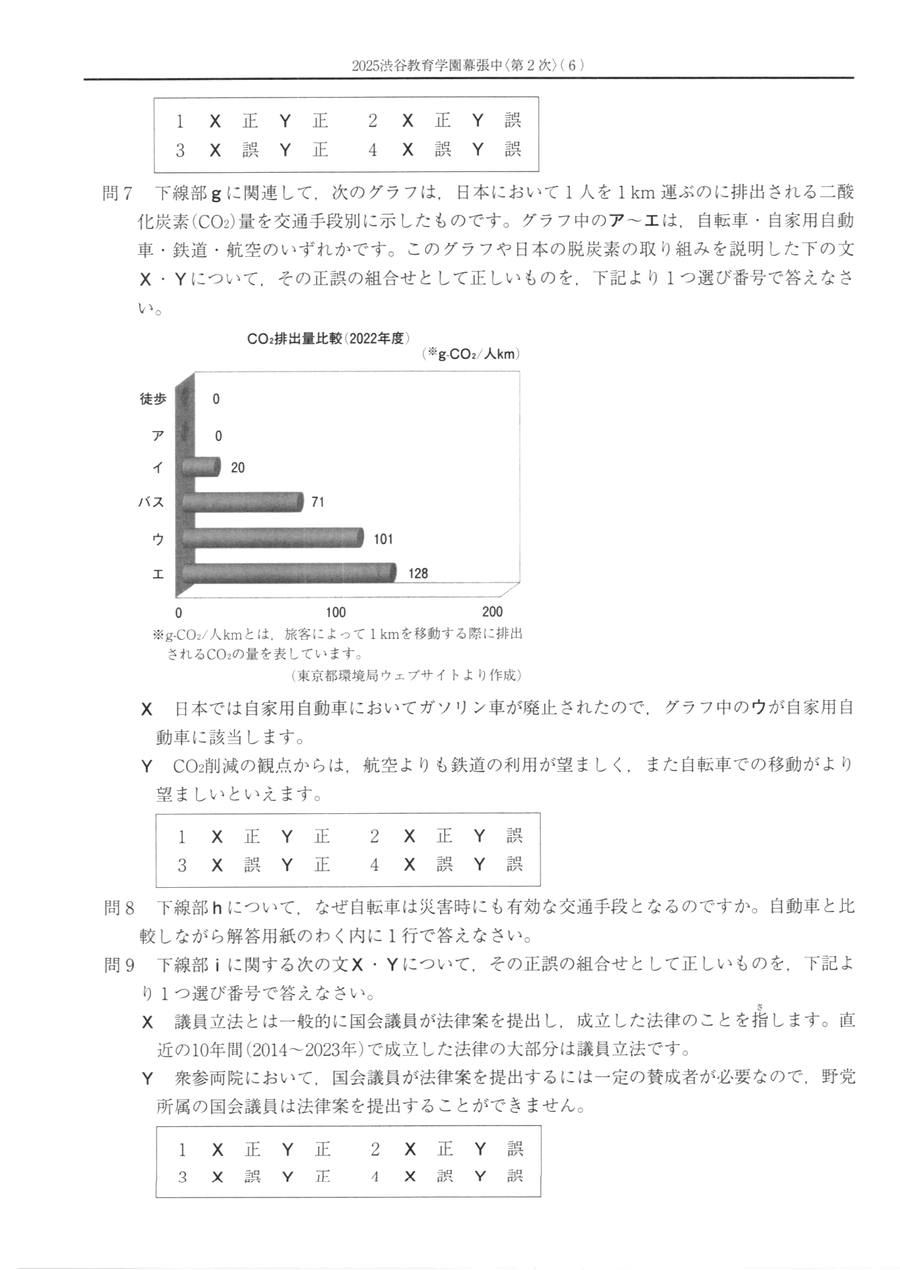 2025渋谷教育学園幕張中〈第2次〉(6)
1 X 正 Y 正 2 X 正 Y 誤
3 X 誤 Y 正 4 X 誤 Y 誤
問7 下線部gに関連して，次のグラフは，日本において1人を1km運ぶのに排出される二酸
化炭素(CO₂)量を交通手段別に示したものです。グラフ中のア〜エは，自転車・自家用自動
車・鉄道・航空のいずれかです。このグラフや日本の脱炭素の取り組みを説明した下の文
X・Yについて，その正誤の組合せとして正しいものを，下記より1つ選び番号で答えなさ
い。
CO₂排出量比較(2022年度)
(※g-CO₂/人km)
徒歩 0
ア 0
イ 20
バス 71
ウ 101
エ 128
0 100 200
※g-CO₂/人kmとは，旅客によって1kmを移動する際に排出
されるCO₂の量を表しています。
(東京都環境局ウェブサイトより作成)
X 日本では自家用自動車においてガソリン車が廃止されたので，グラフ中のウが自家用自
動車に該当します。
Y CO₂削減の観点からは，航空よりも鉄道の利用が望ましく，また自転車での移動がより
望ましいといえます。
1 X 正 Y 正 2 X 正 Y 誤
3 X 誤 Y 正 4 X 誤 Y 誤
問8 下線部hについて，なぜ自転車は災害時にも有効な交通手段となるのですか。自動車と比
較しながら解答用紙のわく内に1行で答えなさい。
問9 下線部iに関する次の文X・Yについて，その正誤の組合せとして正しいものを，下記よ
り1つ選び番号で答えなさい。
さ
X 議員立法とは一般的に国会議員が法律案を提出し，成立した法律のことを指します。直
近の10年間(2014〜2023年)で成立した法律の大部分は議員立法です。
Y 衆参両院において，国会議員が法律案を提出するには一定の賛成者が必要なので，野党
所属の国会議員は法律案を提出することができません。
1 X 正 Y 正 2 X 正 Y 誤
3 X 誤 Y 正 4 X 誤 Y 誤